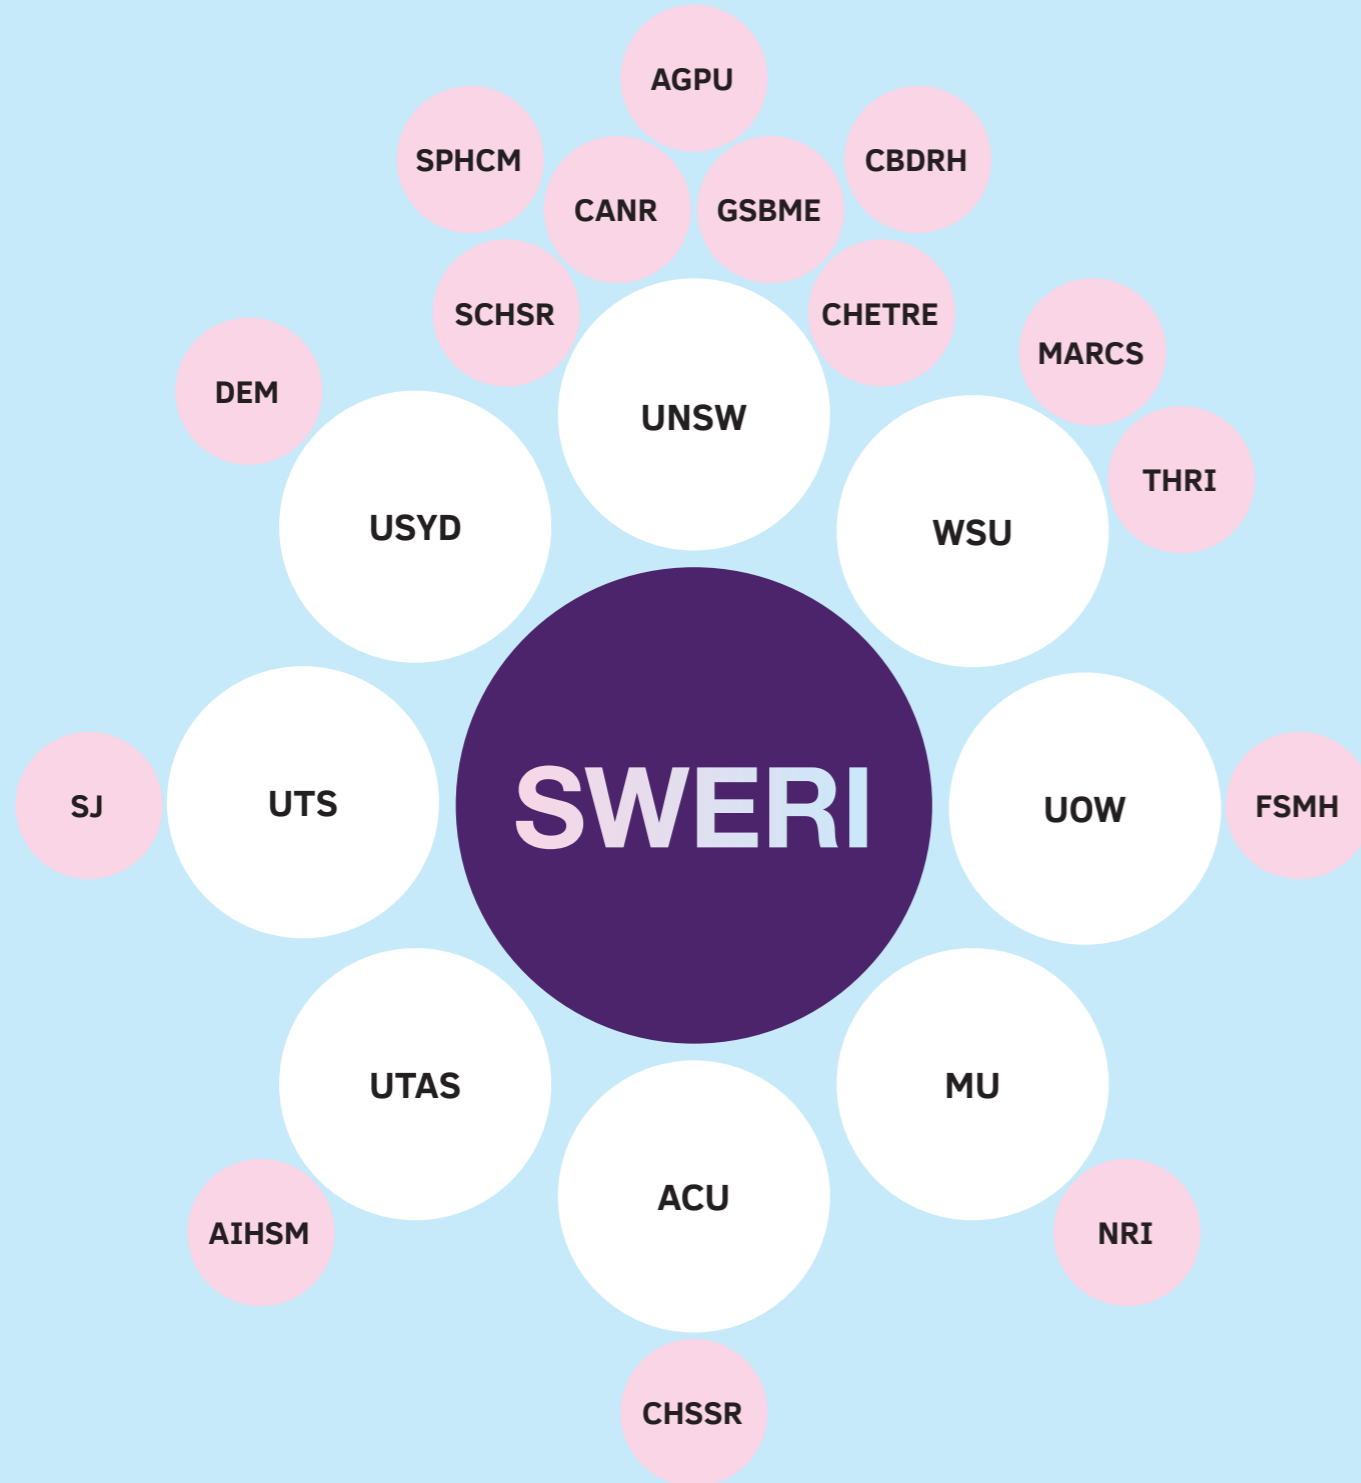 AGPU
SPHCM
CBDRH
CANR
GSBME
SCHSR
CHETRE
MARCS
DEM
UNSW
THRI
USYD
WSU
SJ
UTS
SWERI
UOW
FSMH
UTAS
MU
ACU
AIHSM
NRI
CHSSR